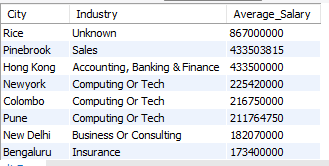 City Industry Average_Salary
Rice Unknown 867000000
Pinebrook Sales 433503815
Hong Kong Accounting, Banking & Finance 433500000
Newyork Computing Or Tech 225420000
Colombo Computing Or Tech 216750000
Pune Computing Or Tech 211764750
New Delhi Business Or Consulting 182070000
Bengaluru Insurance 173400000